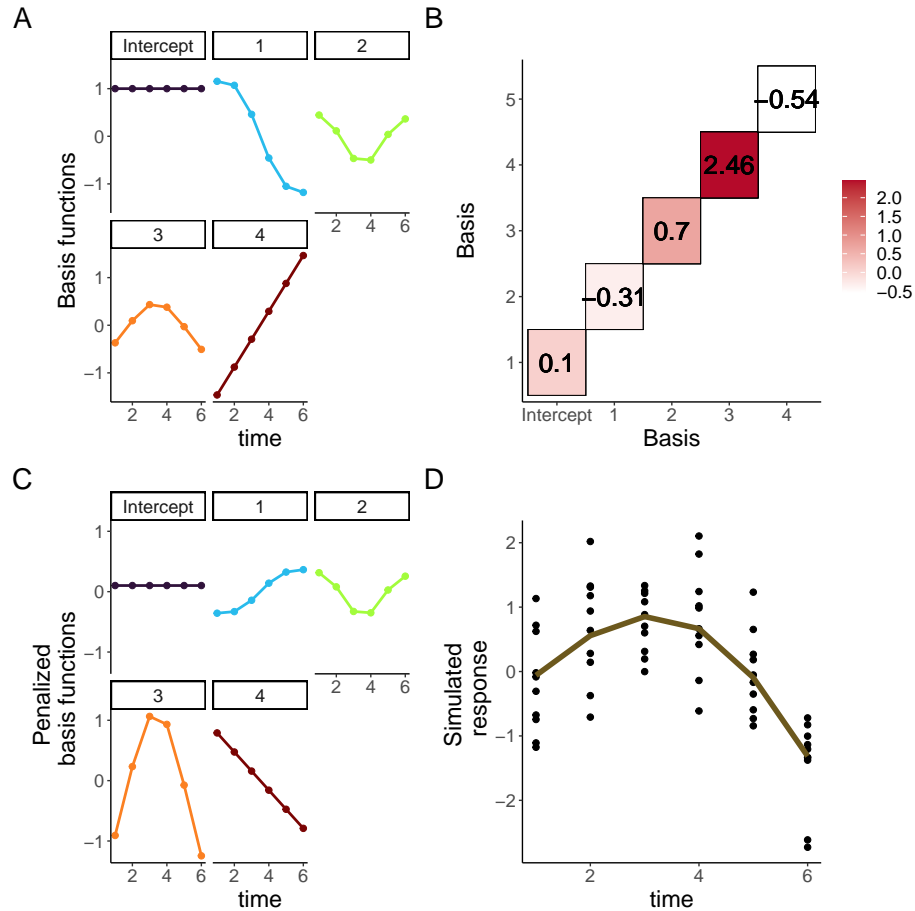 A
Intercept 1 2
1
0
−1
2 4 6
3 4
1
0
−1
2 4 6 2 4 6
time
Basis functions
B
5
4
3
2
1
−0.54
2.46
0.7
−0.31
0.1
Intercept 1 2 3 4
Basis
Basis
2.0
1.5
1.0
0.5
0.0
−0.5
C
Intercept 1 2
1
0
−1
2 4 6
3 4
1
0
−1
2 4 6 2 4 6
time
Penalized
basis functions
D
2
1
0
−1
−2
2 4 6
time
Simulated
response